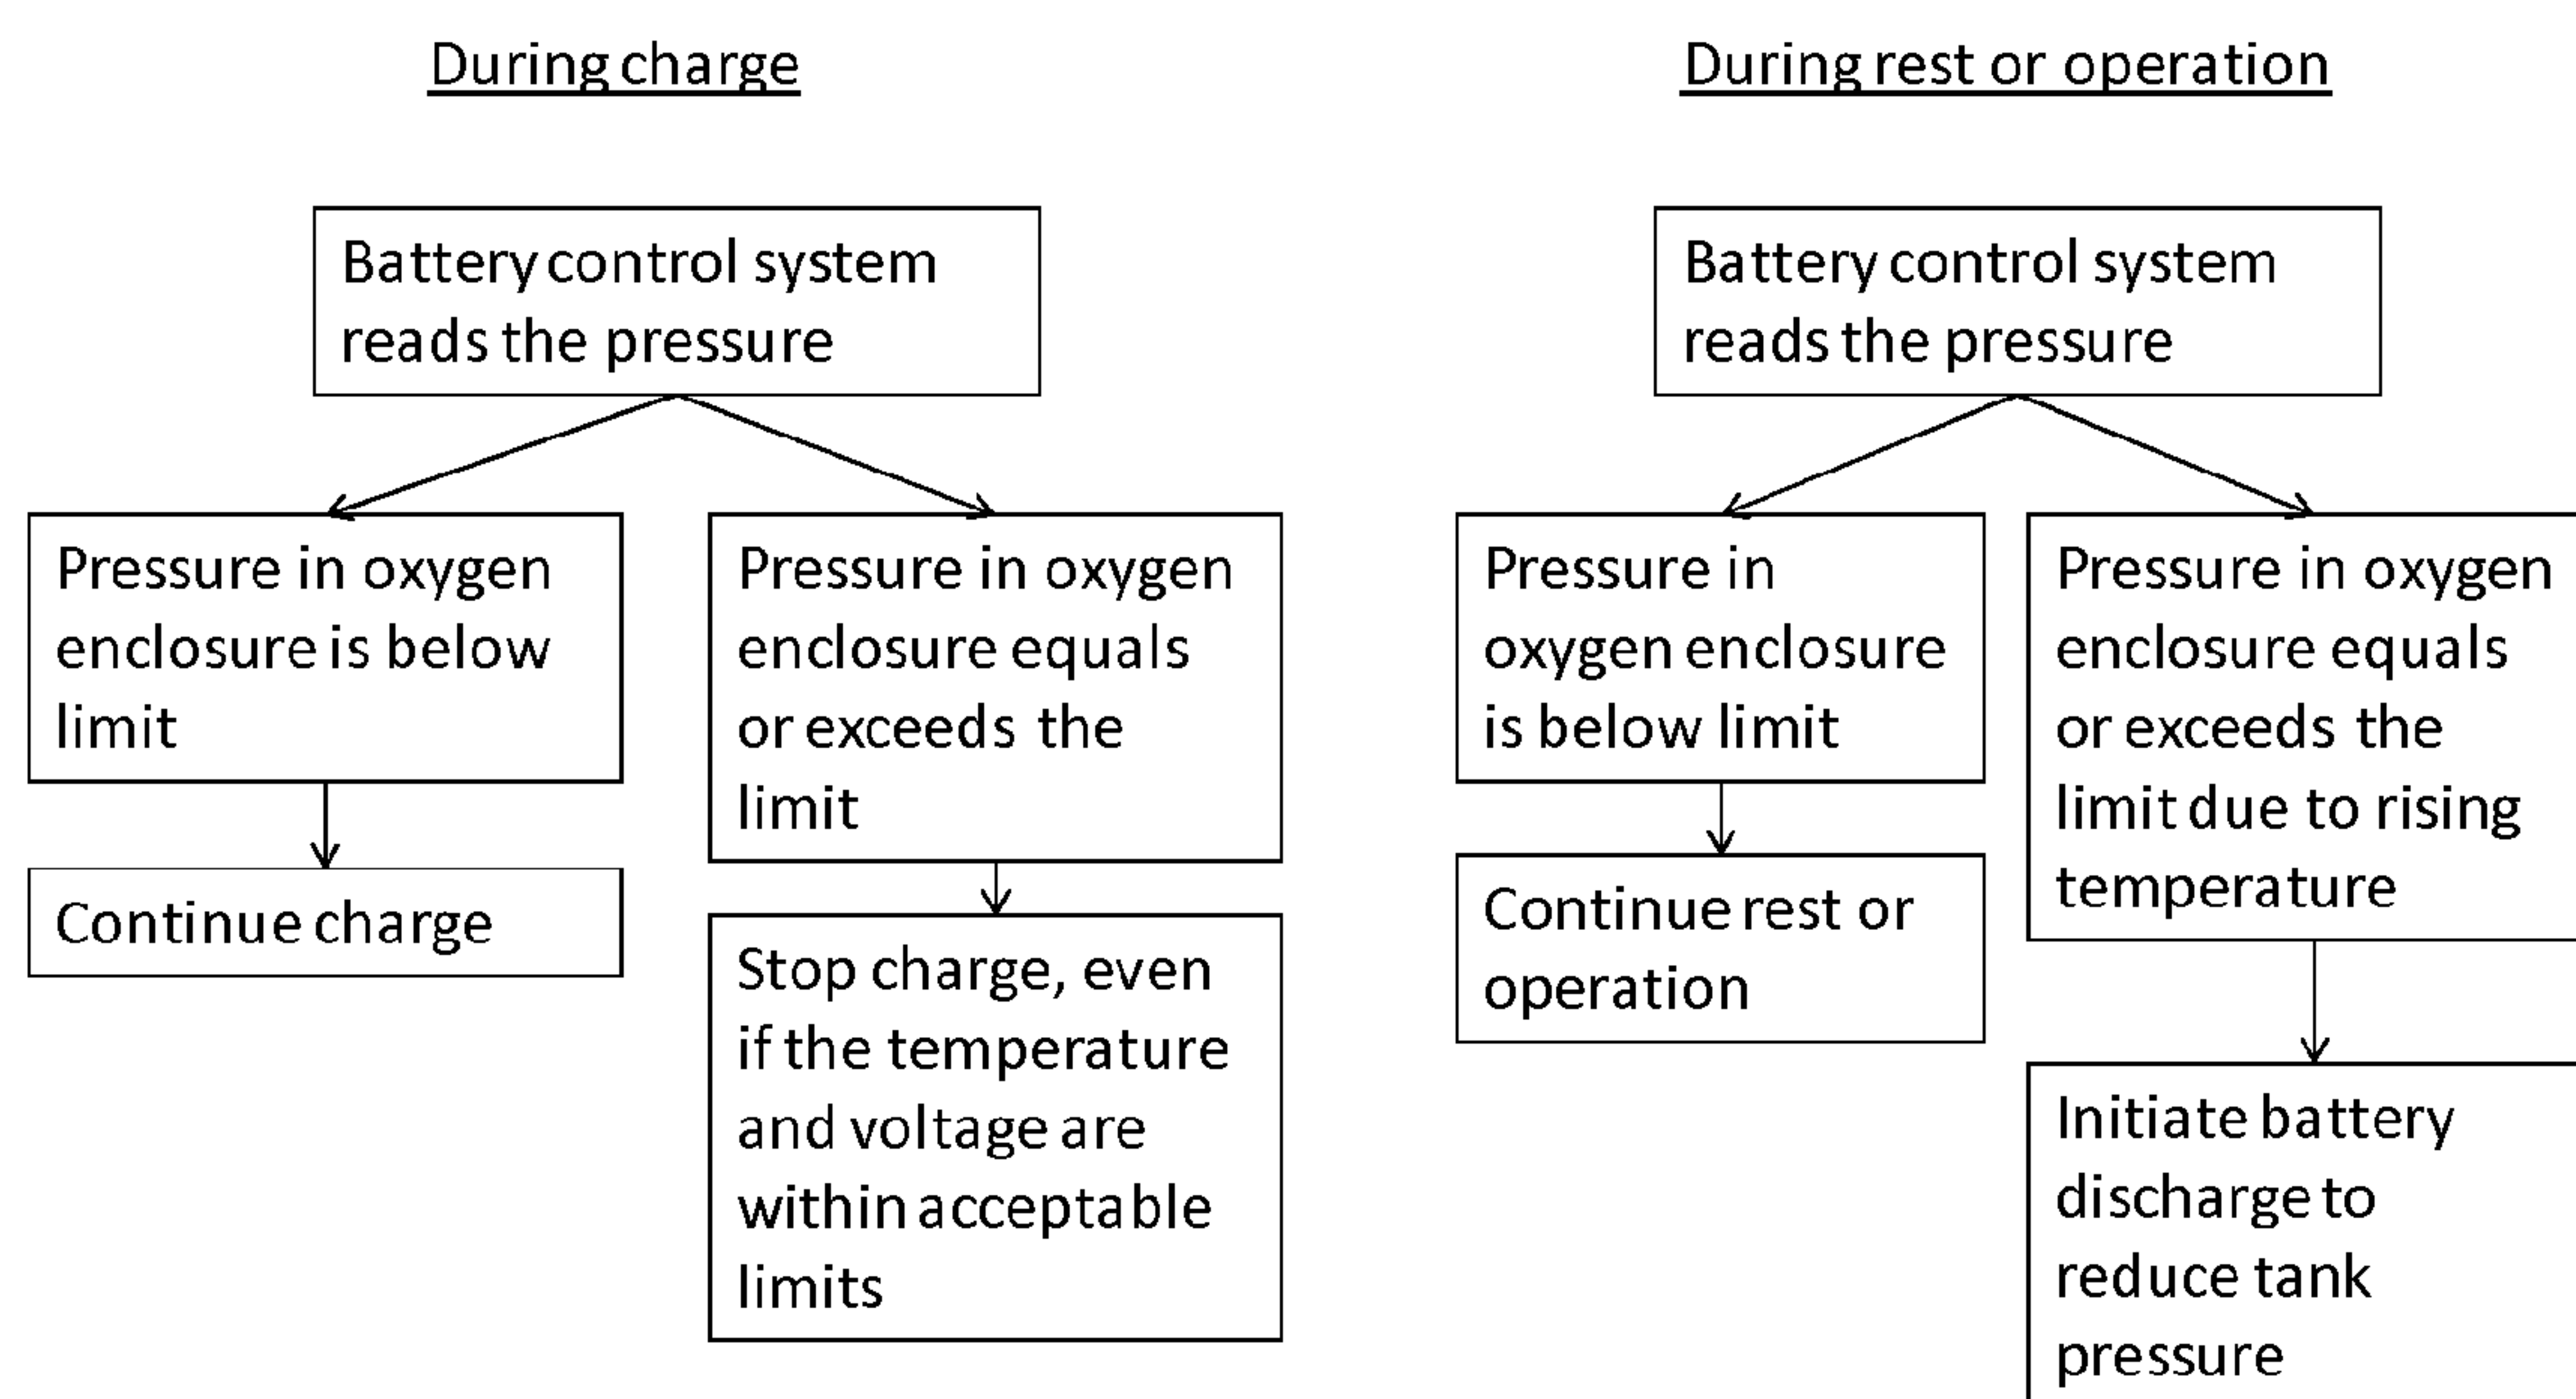 During charge
Battery control system
reads the pressure
Pressure in oxygen
enclosure is below
limit
Continue charge
Pressure in oxygen
enclosure equals
or exceeds the
limit
Stop charge, even
if the temperature
and voltage are
within acceptable
limits
During rest or operation
Battery control system
reads the pressure
Pressure in
oxygen enclosure
is below limit
Continue rest or
operation
Pressure in oxygen
enclosure equals
or exceeds the
limit due to rising
temperature
Initiate battery
discharge to
reduce tank
pressure